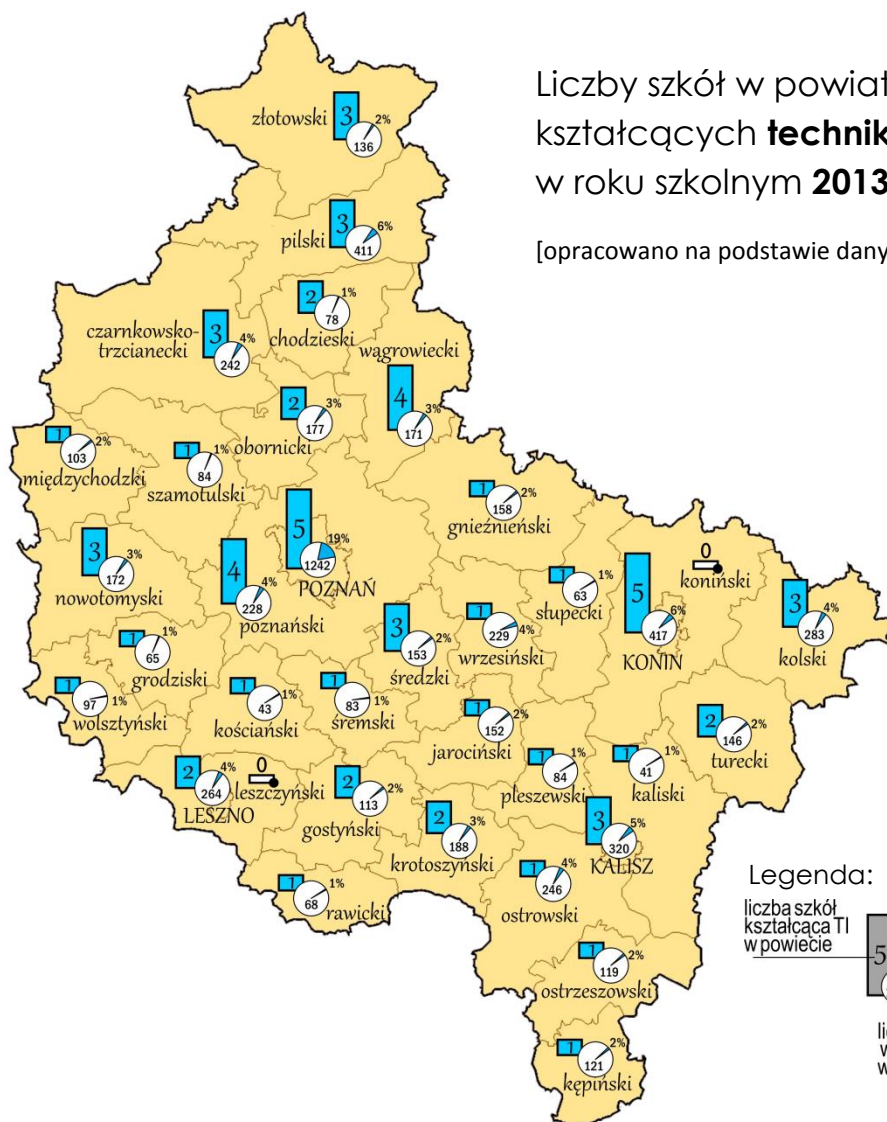 Liczby szkół w powiat
kształcących technik
w roku szkolnym 2013
[opracowano na podstawie dany
złotowski 3 2% 136
pilski 3 6% 411
chodzieski 2 1% 78
czarnkowsko-
trzcianecki 3 4% 242
wągrowiecki 4 3% 171
obornicki 2 3% 177
międzychodzki 1 2% 103
szamotulski 1 1% 84
gnieźnieński 1 2% 158
POZNAŃ 5 19% 1242
nowotomyski 3 3% 172
poznański 4 4% 228
słupecki 1 1% 63
KONIN 5 6% 417
koniński 0
kolski 3 4% 283
średzki 3 2% 153
wrzesiński 1 4% 229
grodziski 1 1% 65
wolsztyński 1 1% 97
kościański 1 1% 43
śremski 1 1% 83
jarociński 1 2% 152
turecki 2 2% 146
pleszewski 1 1% 84
kaliski 1 1% 41
LESZNO 2 4% 264
leszczyński 0
gostyński 2 2% 113
krotoszyński 2 3% 188
KALISZ 3 5% 320
ostrowski 1 4% 246
rawicki 1 1% 68
ostrzeszowski 1 2% 119
kępiński 1 2% 121
Legenda:
liczba szkół
kształcąca TI
w powiecie
5